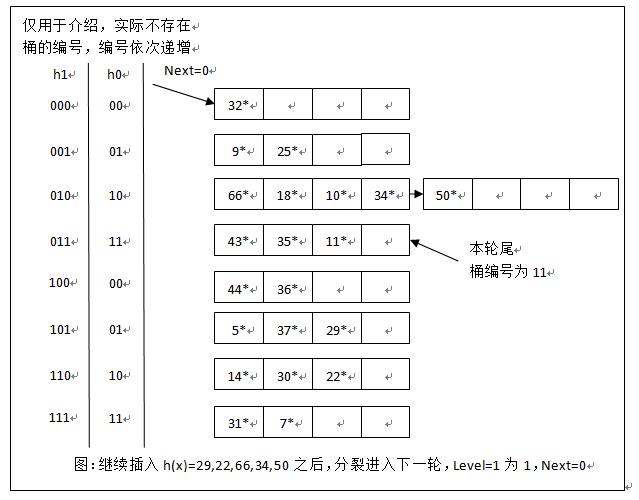 仅用于介绍，实际不存在
桶的编号，编号依次递增
h1 h0 Next=0
000 00 32*
001 01 9* 25*
010 10 66* 18* 10* 34* 50*
011 11 43* 35* 11*
本轮尾
桶编号为 11
100 00 44* 36*
101 01 5* 37* 29*
110 10 14* 30* 22*
111 11 31* 7*
图：继续插入 h(x)=29,22,66,34,50 之后，分裂进入下一轮，Level=1 为 1，Next=0